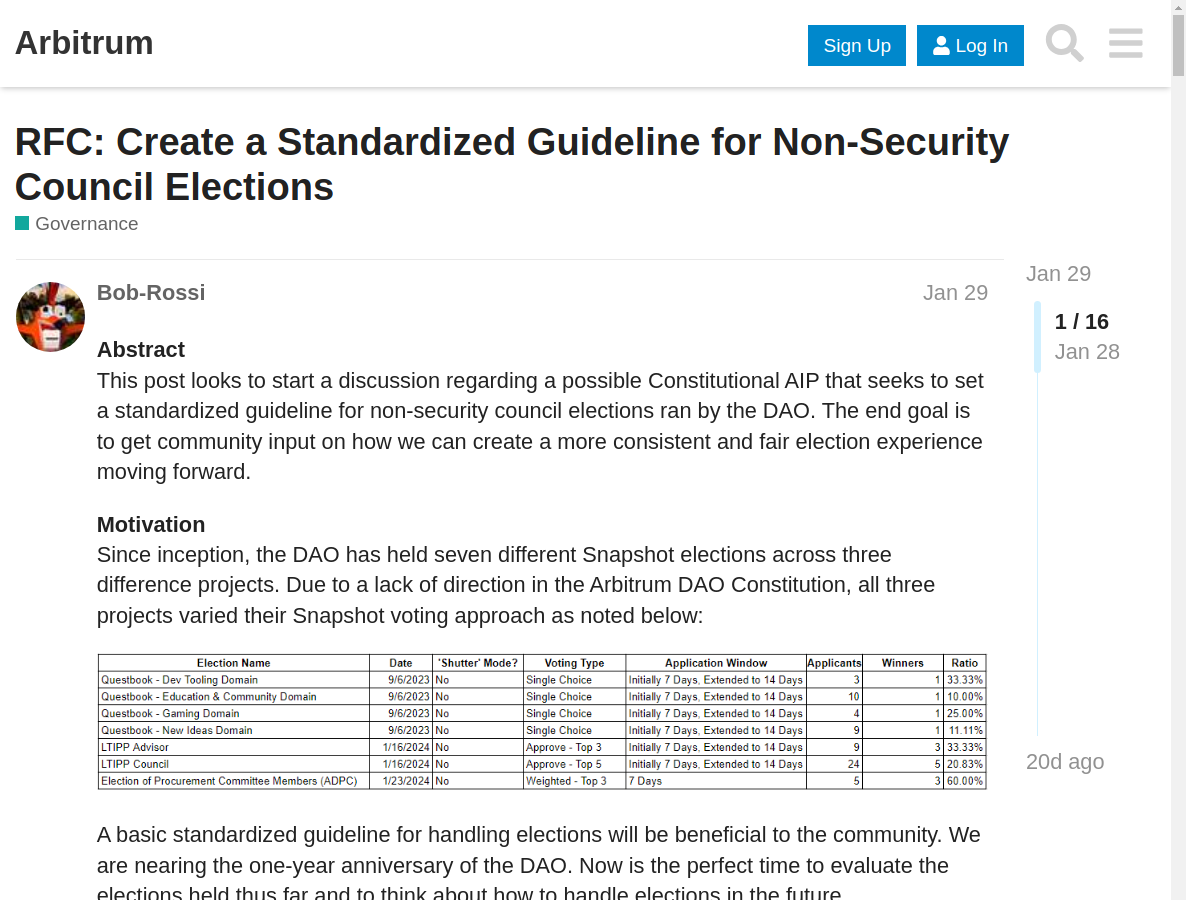 Arbitrum
Sign Up
Log In
RFC: Create a Standardized Guideline for Non-Security
Council Elections
Governance
Bob-Rossi
Jan 29
Abstract
This post looks to start a discussion regarding a possible Constitutional AIP that seeks to set
a standardized guideline for non-security council elections ran by the DAO. The end goal is
to get community input on how we can create a more consistent and fair election experience
moving forward.
Motivation
Since inception, the DAO has held seven different Snapshot elections across three
difference projects. Due to a lack of direction in the Arbitrum DAO Constitution, all three
projects varied their Snapshot voting approach as noted below:
Election Name Date 'Shutter' Mode? Voting Type Application Window Applicants Winners Ratio
Questbook - Dev Tooling Domain 9/6/2023 No Single Choice Initially 7 Days, Extended to 14 Days 3 1 33.33%
Questbook - Education & Community Domain 9/6/2023 No Single Choice Initially 7 Days, Extended to 14 Days 10 1 10.00%
Questbook - Gaming Domain 9/6/2023 No Single Choice Initially 7 Days, Extended to 14 Days 4 1 25.00%
Questbook - New Ideas Domain 9/6/2023 No Single Choice Initially 7 Days, Extended to 14 Days 9 1 11.11%
LTIPP Advisor 1/16/2024 No Approve - Top 3 Initially 7 Days, Extended to 14 Days 9 3 33.33%
LTIPP Council 1/16/2024 No Approve - Top 5 Initially 7 Days, Extended to 14 Days 24 5 20.83%
Election of Procurement Committee Members (ADPC) 1/23/2024 No Weighted - Top 3 7 Days 5 3 60.00%
A basic standardized guideline for handling elections will be beneficial to the community. We
are nearing the one-year anniversary of the DAO. Now is the perfect time to evaluate the
elections held thus far and to think about how to handle elections in the future.
Jan 29
1 / 16
Jan 28
20d ago